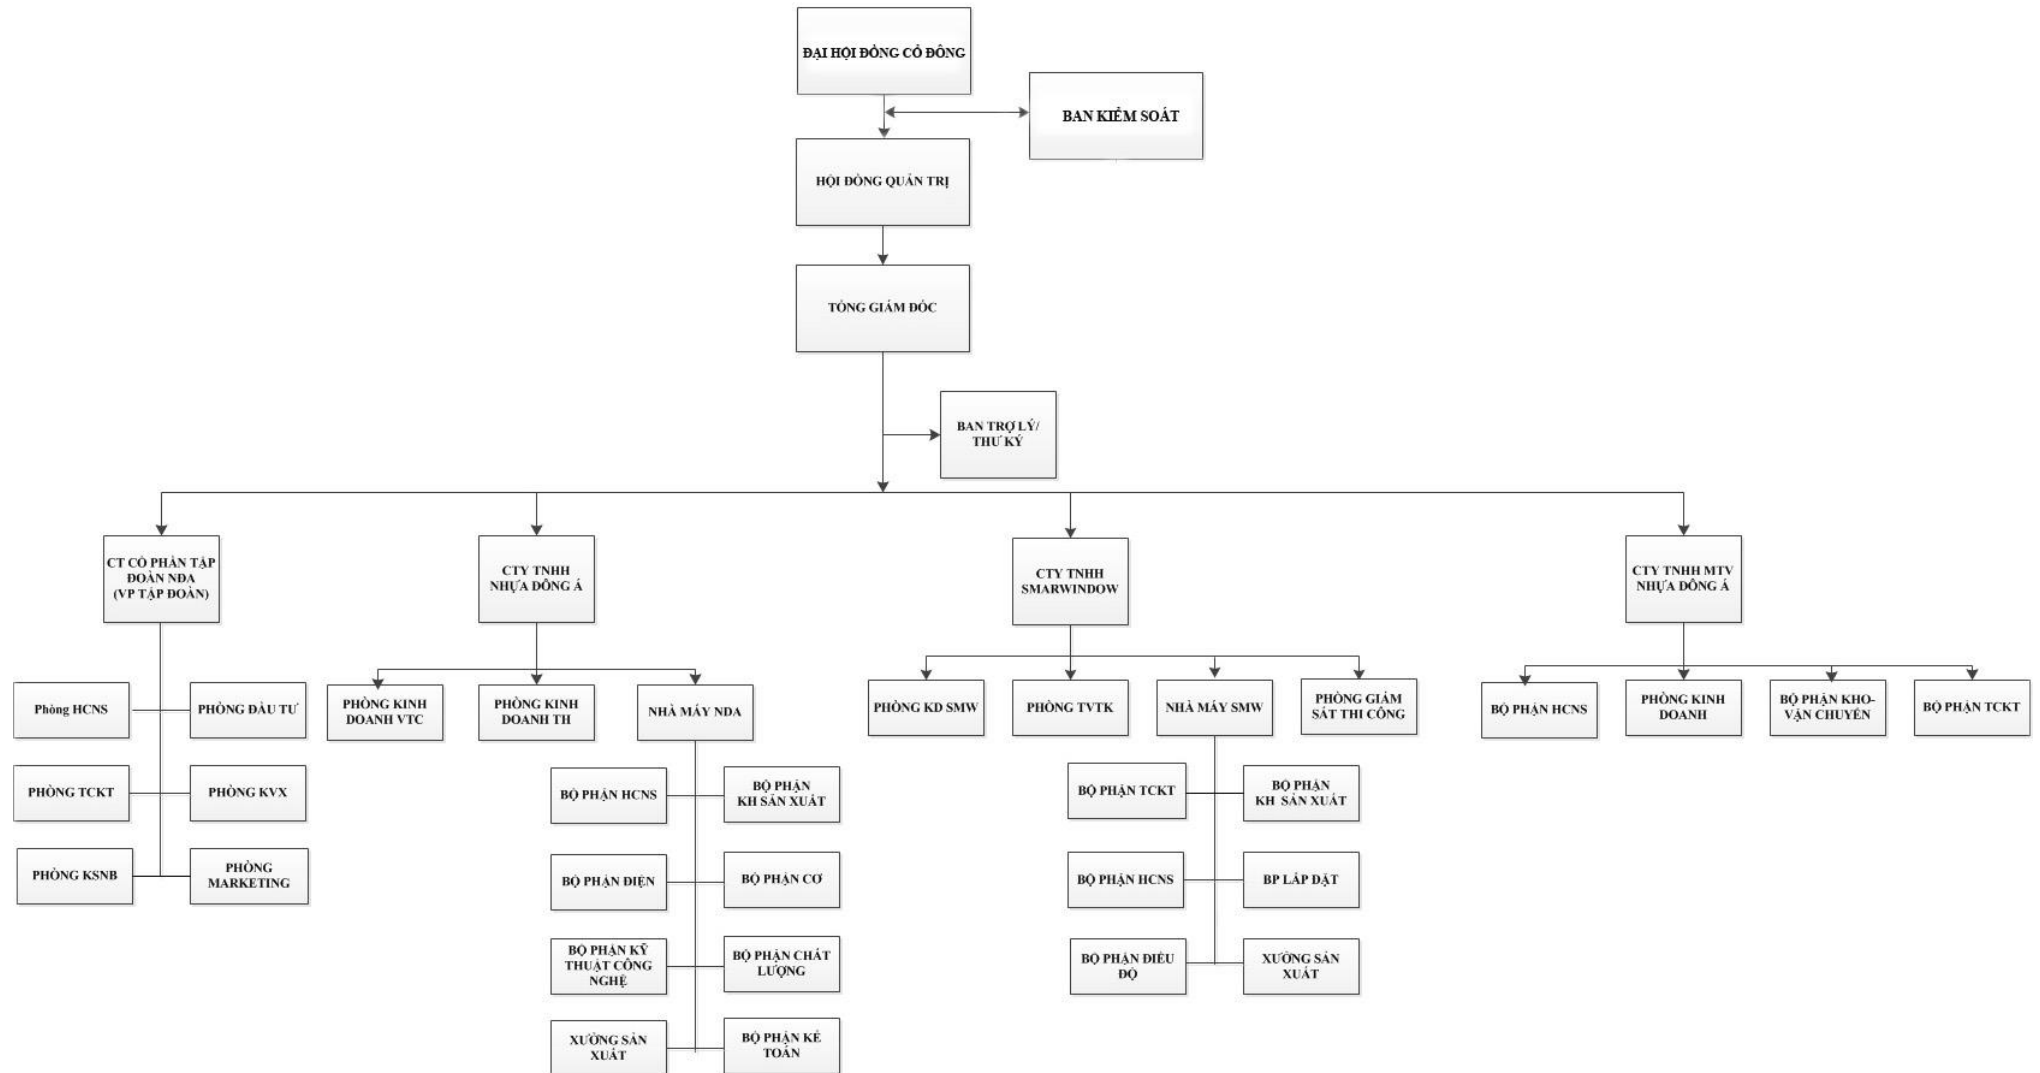 ĐẠI HỘI ĐỒNG CỔ ĐÔNG
BAN KIỂM SOÁT
HỘI ĐỒNG QUẢN TRỊ
TỔNG GIÁM ĐỐC
BAN TRỢ LÝ/
THƯ KÝ
CT CỔ PHẦN TẬP
ĐOÀN NĐA
(VP TẬP ĐOÀN)
CTY TNHH
NHỰA ĐÔNG Á
CTY TNHH
SMARWINDOW
CTY TNHH MTV
NHỰA ĐÔNG Á
Phòng HCNS
PHÒNG ĐẦU TƯ
PHÒNG TCKT
PHÒNG KVX
PHÒNG KSNB
PHÒNG
MARKETING
PHÒNG KINH
DOANH VTC
PHÒNG KINH
DOANH TH
NHÀ MÁY NDA
BỘ PHẬN HCNS
BỘ PHẬN
KH SẢN XUẤT
BỘ PHẬN ĐIỆN
BỘ PHẬN CƠ
BỘ PHẬN KỸ
THUẬT CÔNG
NGHỆ
BỘ PHẬN CHẤT
LƯỢNG
XƯỞNG SẢN
XUẤT
BỘ PHẬN KẾ
TOÁN
PHÒNG KD SMW
PHÒNG TVTK
NHÀ MÁY SMW
PHÒNG GIÁM
SÁT THI CÔNG
BỘ PHẬN TCKT
BỘ PHẬN
KH SẢN XUẤT
BỘ PHẬN HCNS
BP LẮP ĐẶT
BỘ PHẬN ĐIỀU
ĐỘ
XƯỞNG SẢN
XUẤT
BỘ PHẬN HCNS
PHÒNG KINH
DOANH
BỘ PHẬN KHO-
VẬN CHUYỂN
BỘ PHẬN TCKT